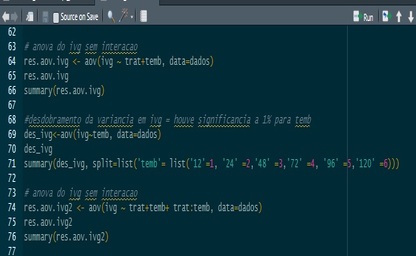 Source on Save
Run
62
63 # anova do ivg sem interacao
64 res.aov.ivg <- aov(ivg ~ trat+temb, data=dados)
65 res.aov.ivg
66 summary(res.aov.ivg)
67
68 #desdobramento da variancia em ivg = houve significancia a 1% para temb
69 des_ivg<-aov(ivg~temb, data=dados)
70 des_ivg
71 summary(des_ivg, split=list('temb'= list('12'=1, '24' =2,'48' =3,'72' =4, '96' =5,'120' =6)))
72
73 # anova do ivg sem interacao
74 res.aov.ivg2 <- aov(ivg ~ trat+temb+ trat:temb, data=dados)
75 res.aov.ivg2
76 summary(res.aov.ivg2)
77